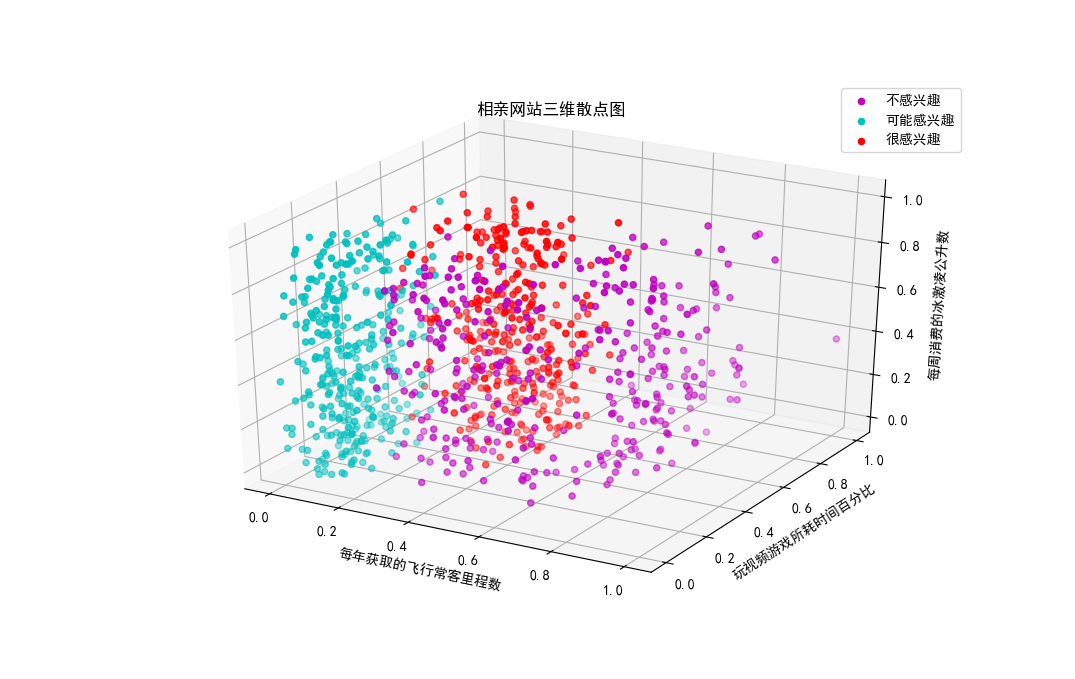 相亲网站三维散点图
不感兴趣
可能感兴趣
很感兴趣
1.0
0.8
0.6
0.4
0.2
0.0
每周消费的冰激凌公升数
1.0
0.8
0.6
0.4
0.2
0.0
玩视频游戏所耗时间百分比
0.0
0.2
0.4
0.6
0.8
1.0
每年获取的飞行常客里程数